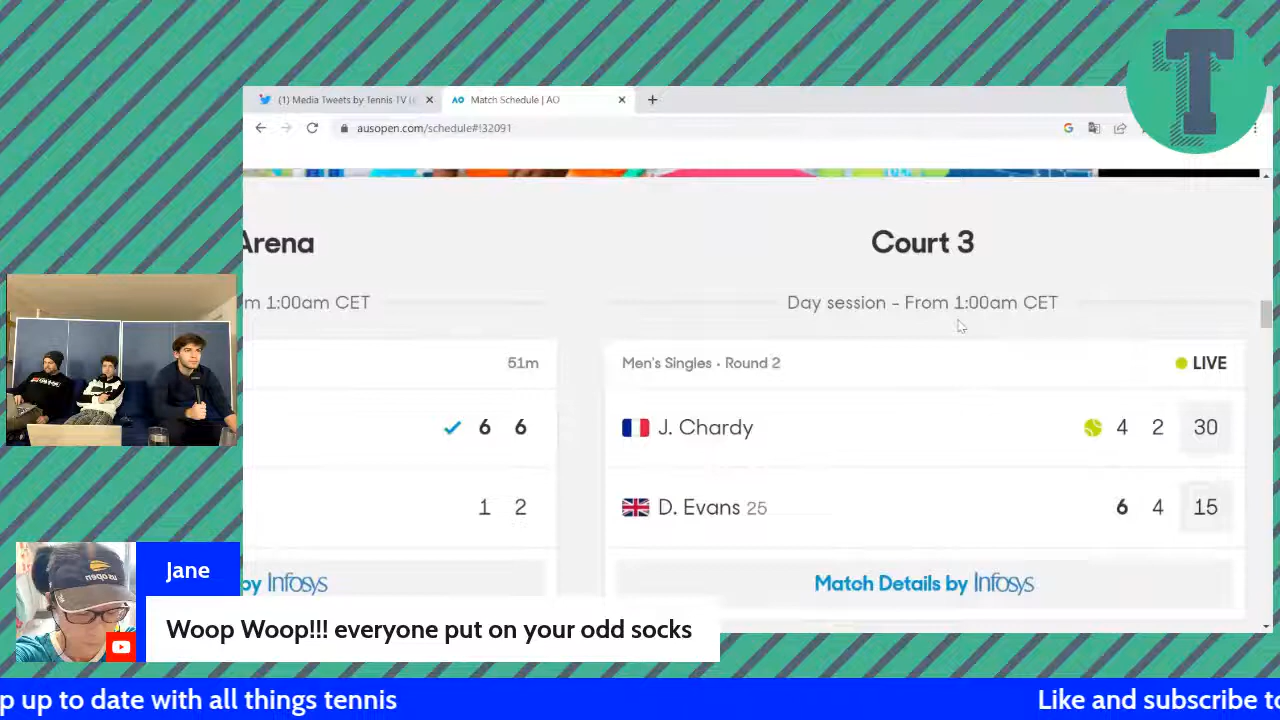 T
(1) Media Tweets by Tennis TV
Match Schedule | AO
ausopen.com/schedule#!32091
Arena
Court 3
m 1:00am CET
Day session - From 1:00am CET
51m
Men's Singles • Round 2
LIVE
6 6
J. Chardy 4 2 30
1 2
D. Evans 25 6 4 15
by Infosys
Match Details by Infosys
Jane
Woop Woop!!! everyone put on your odd socks
p up to date with all things tennis
Like and subscribe to